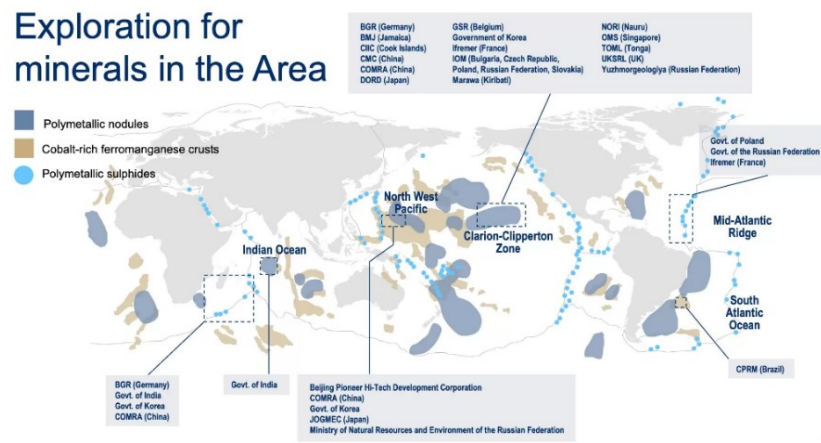 Exploration for
minerals in the Area
Polymetallic nodules
Cobalt-rich ferromanganese crusts
Polymetallic sulphides
BGR (Germany)
BMJ (Jamaica)
CIIC (Cook Islands)
CMC (China)
COMRA (China)
DORD (Japan)
GSR (Belgium)
Government of Korea
Ifremer (France)
IOM (Bulgaria, Czech Republic,
Poland, Russian Federation, Slovakia)
Marawa (Kiribati)
NORI (Nauru)
OMS (Singapore)
TOML (Tonga)
UKSRL (UK)
Yuzhmorgeologiya (Russian Federation)
Govt. of Poland
Govt. of the Russian Federation
Ifremer (France)
North West
Pacific
Clarion-Clipperton
Zone
Mid-Atlantic
Ridge
Indian Ocean
South
Atlantic
Ocean
CPRM (Brazil)
BGR (Germany)
Govt. of India
Govt. of Korea
COMRA (China)
Govt. of India
Beijing Pioneer Hi-Tech Development Corporation
COMRA (China)
Govt. of Korea
JOGMEC (Japan)
Ministry of Natural Resources and Environment of the Russian Federation